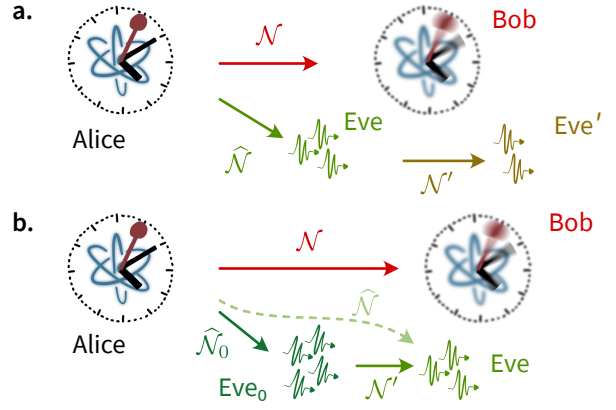 a.
𝒩
Bob
Alice
𝒩̂
Eve
𝒩′
Eve′
b.
𝒩
Bob
𝒩̂
Alice
𝒩̂₀
Eve₀
𝒩′
Eve